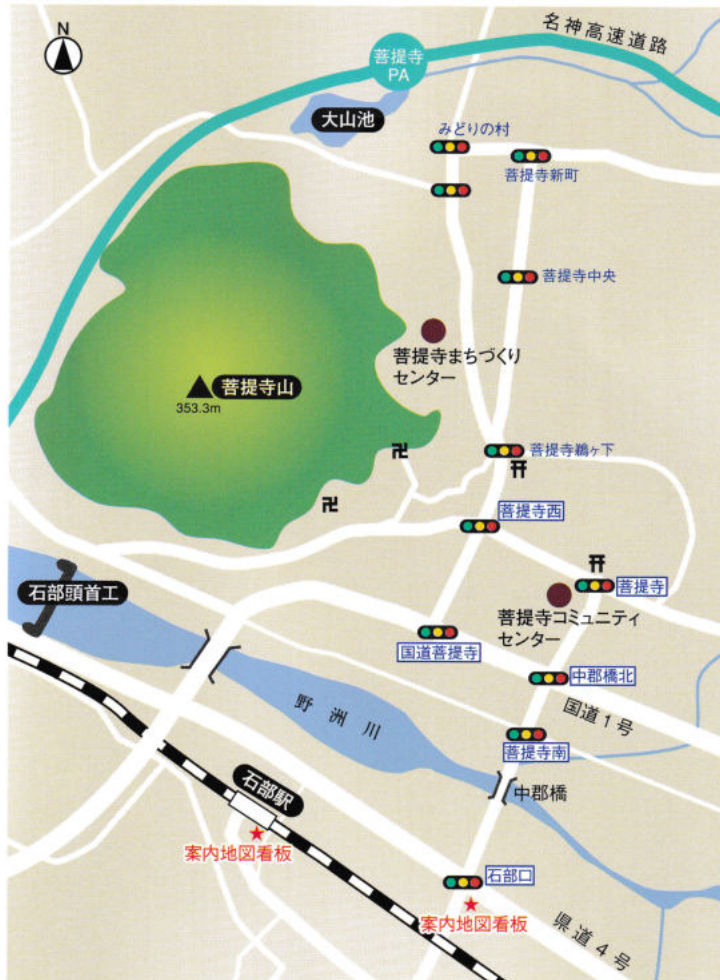 N
名神高速道路
菩提寺
PA
大山池
みどりの村
菩提寺新町
菩提寺中央
菩提寺まちづくり
センター
菩提寺山
353.3m
菩提寺鵜ヶ下
菩提寺西
石部頭首工
菩提寺
菩提寺コミュニティ
センター
国道菩提寺
中郡橋北
国道1号
野洲川
菩提寺南
中郡橋
石部駅
案内地図看板
石部口
案内地図看板
県道4号